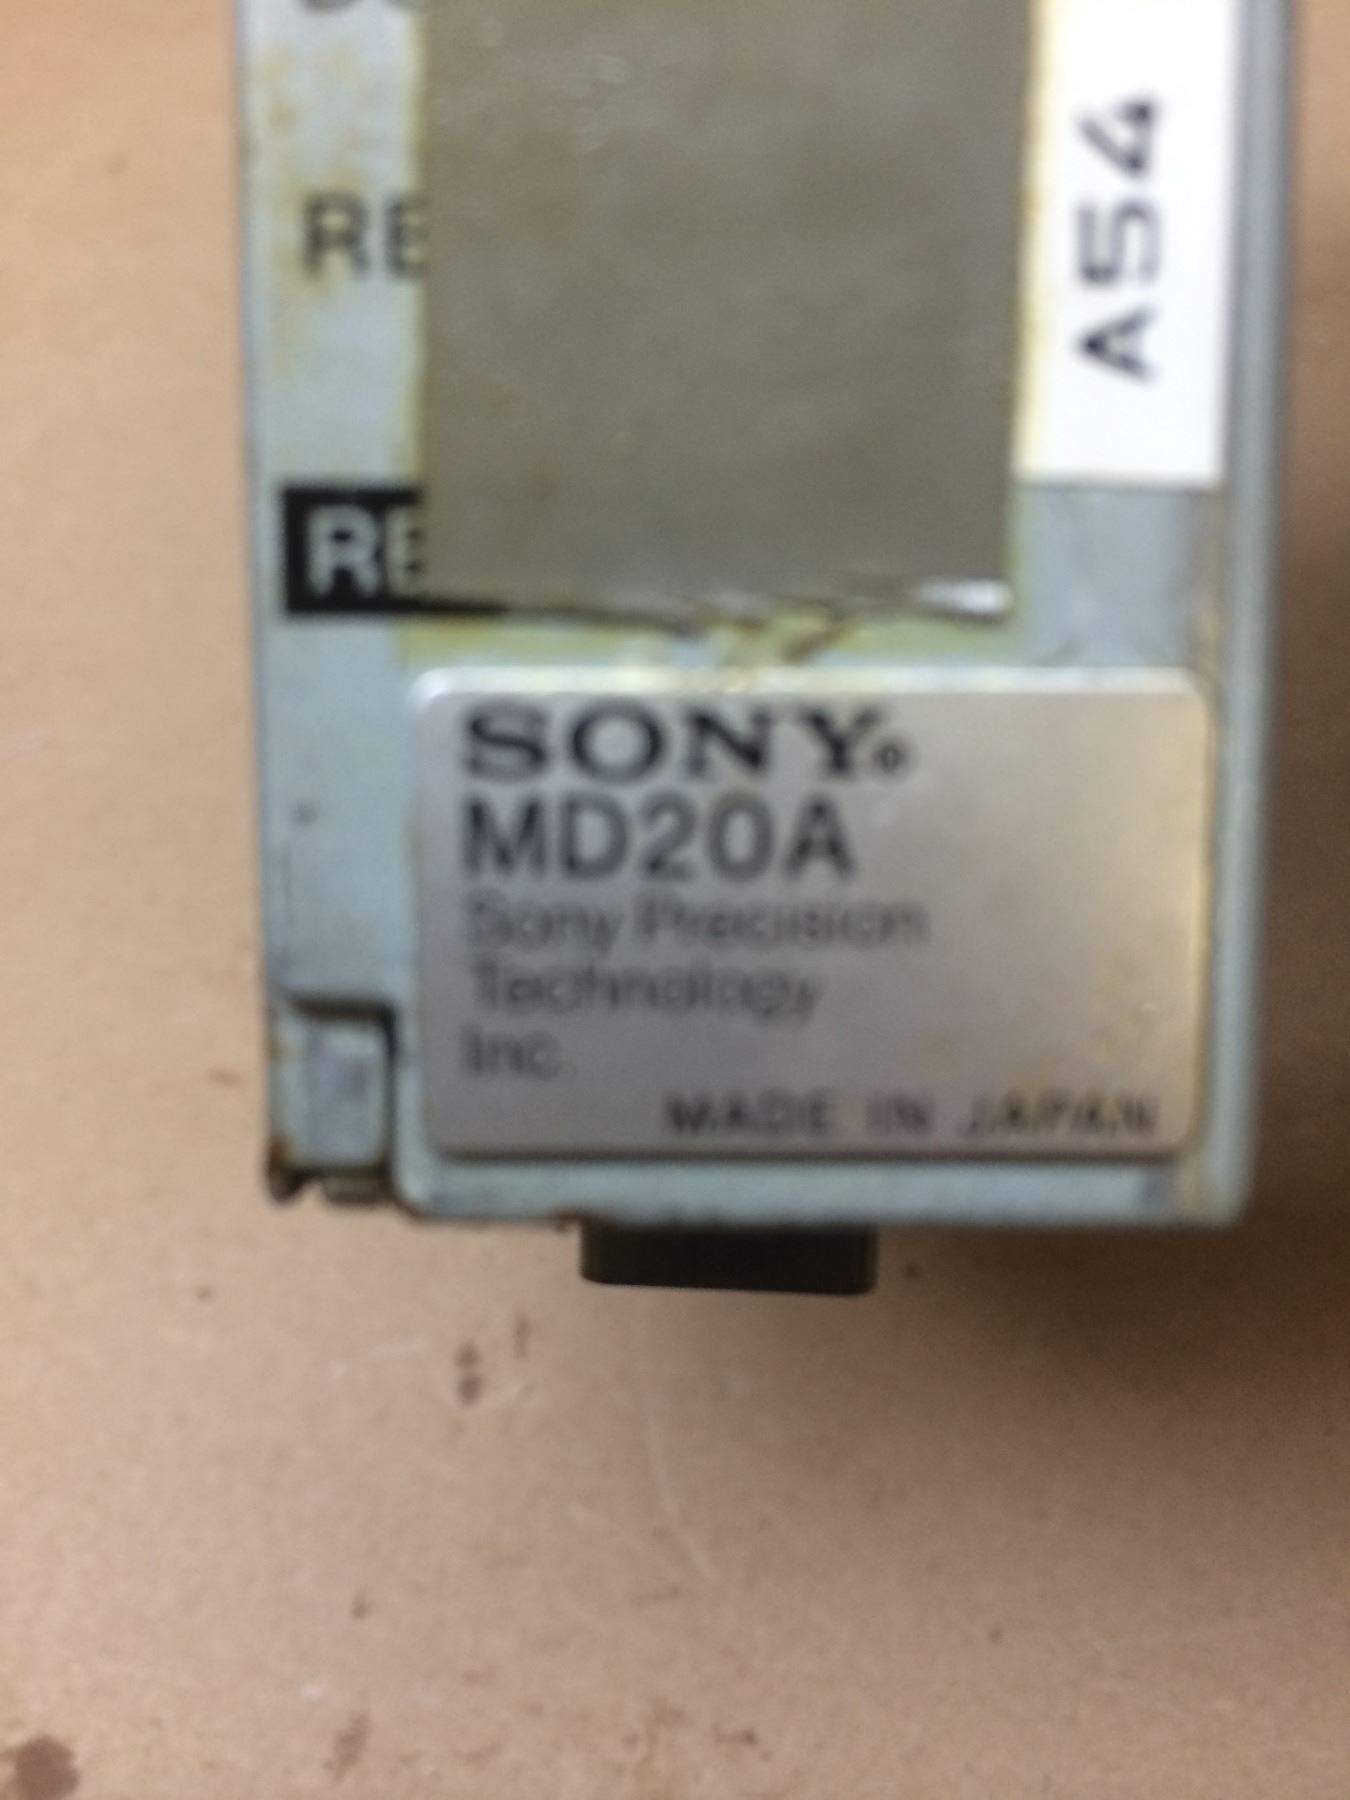 RE
A54
RE
SONY®
MD20A
Sony Precision
Technology
Inc.
MADE IN JAPAN